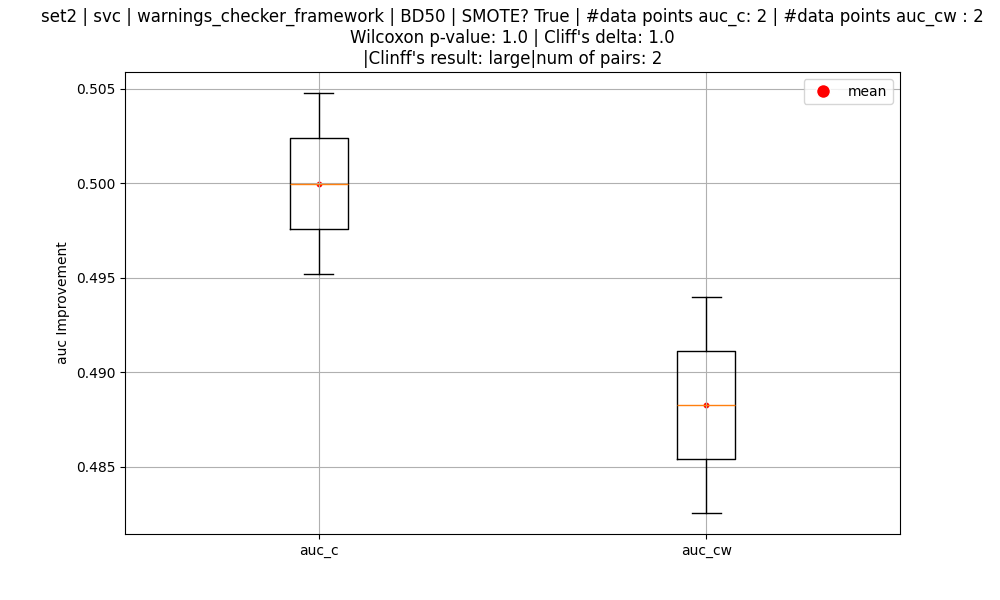 set2 | svc | warnings_checker_framework | BD50 | SMOTE? True | #data points auc_c: 2 | #data points auc_cw : 2
Wilcoxon p-value: 1.0 | Cliff's delta: 1.0
|Clinff's result: large|num of pairs: 2
mean
0.505
0.500
0.495
0.490
0.485
auc Improvement
auc_c
auc_cw